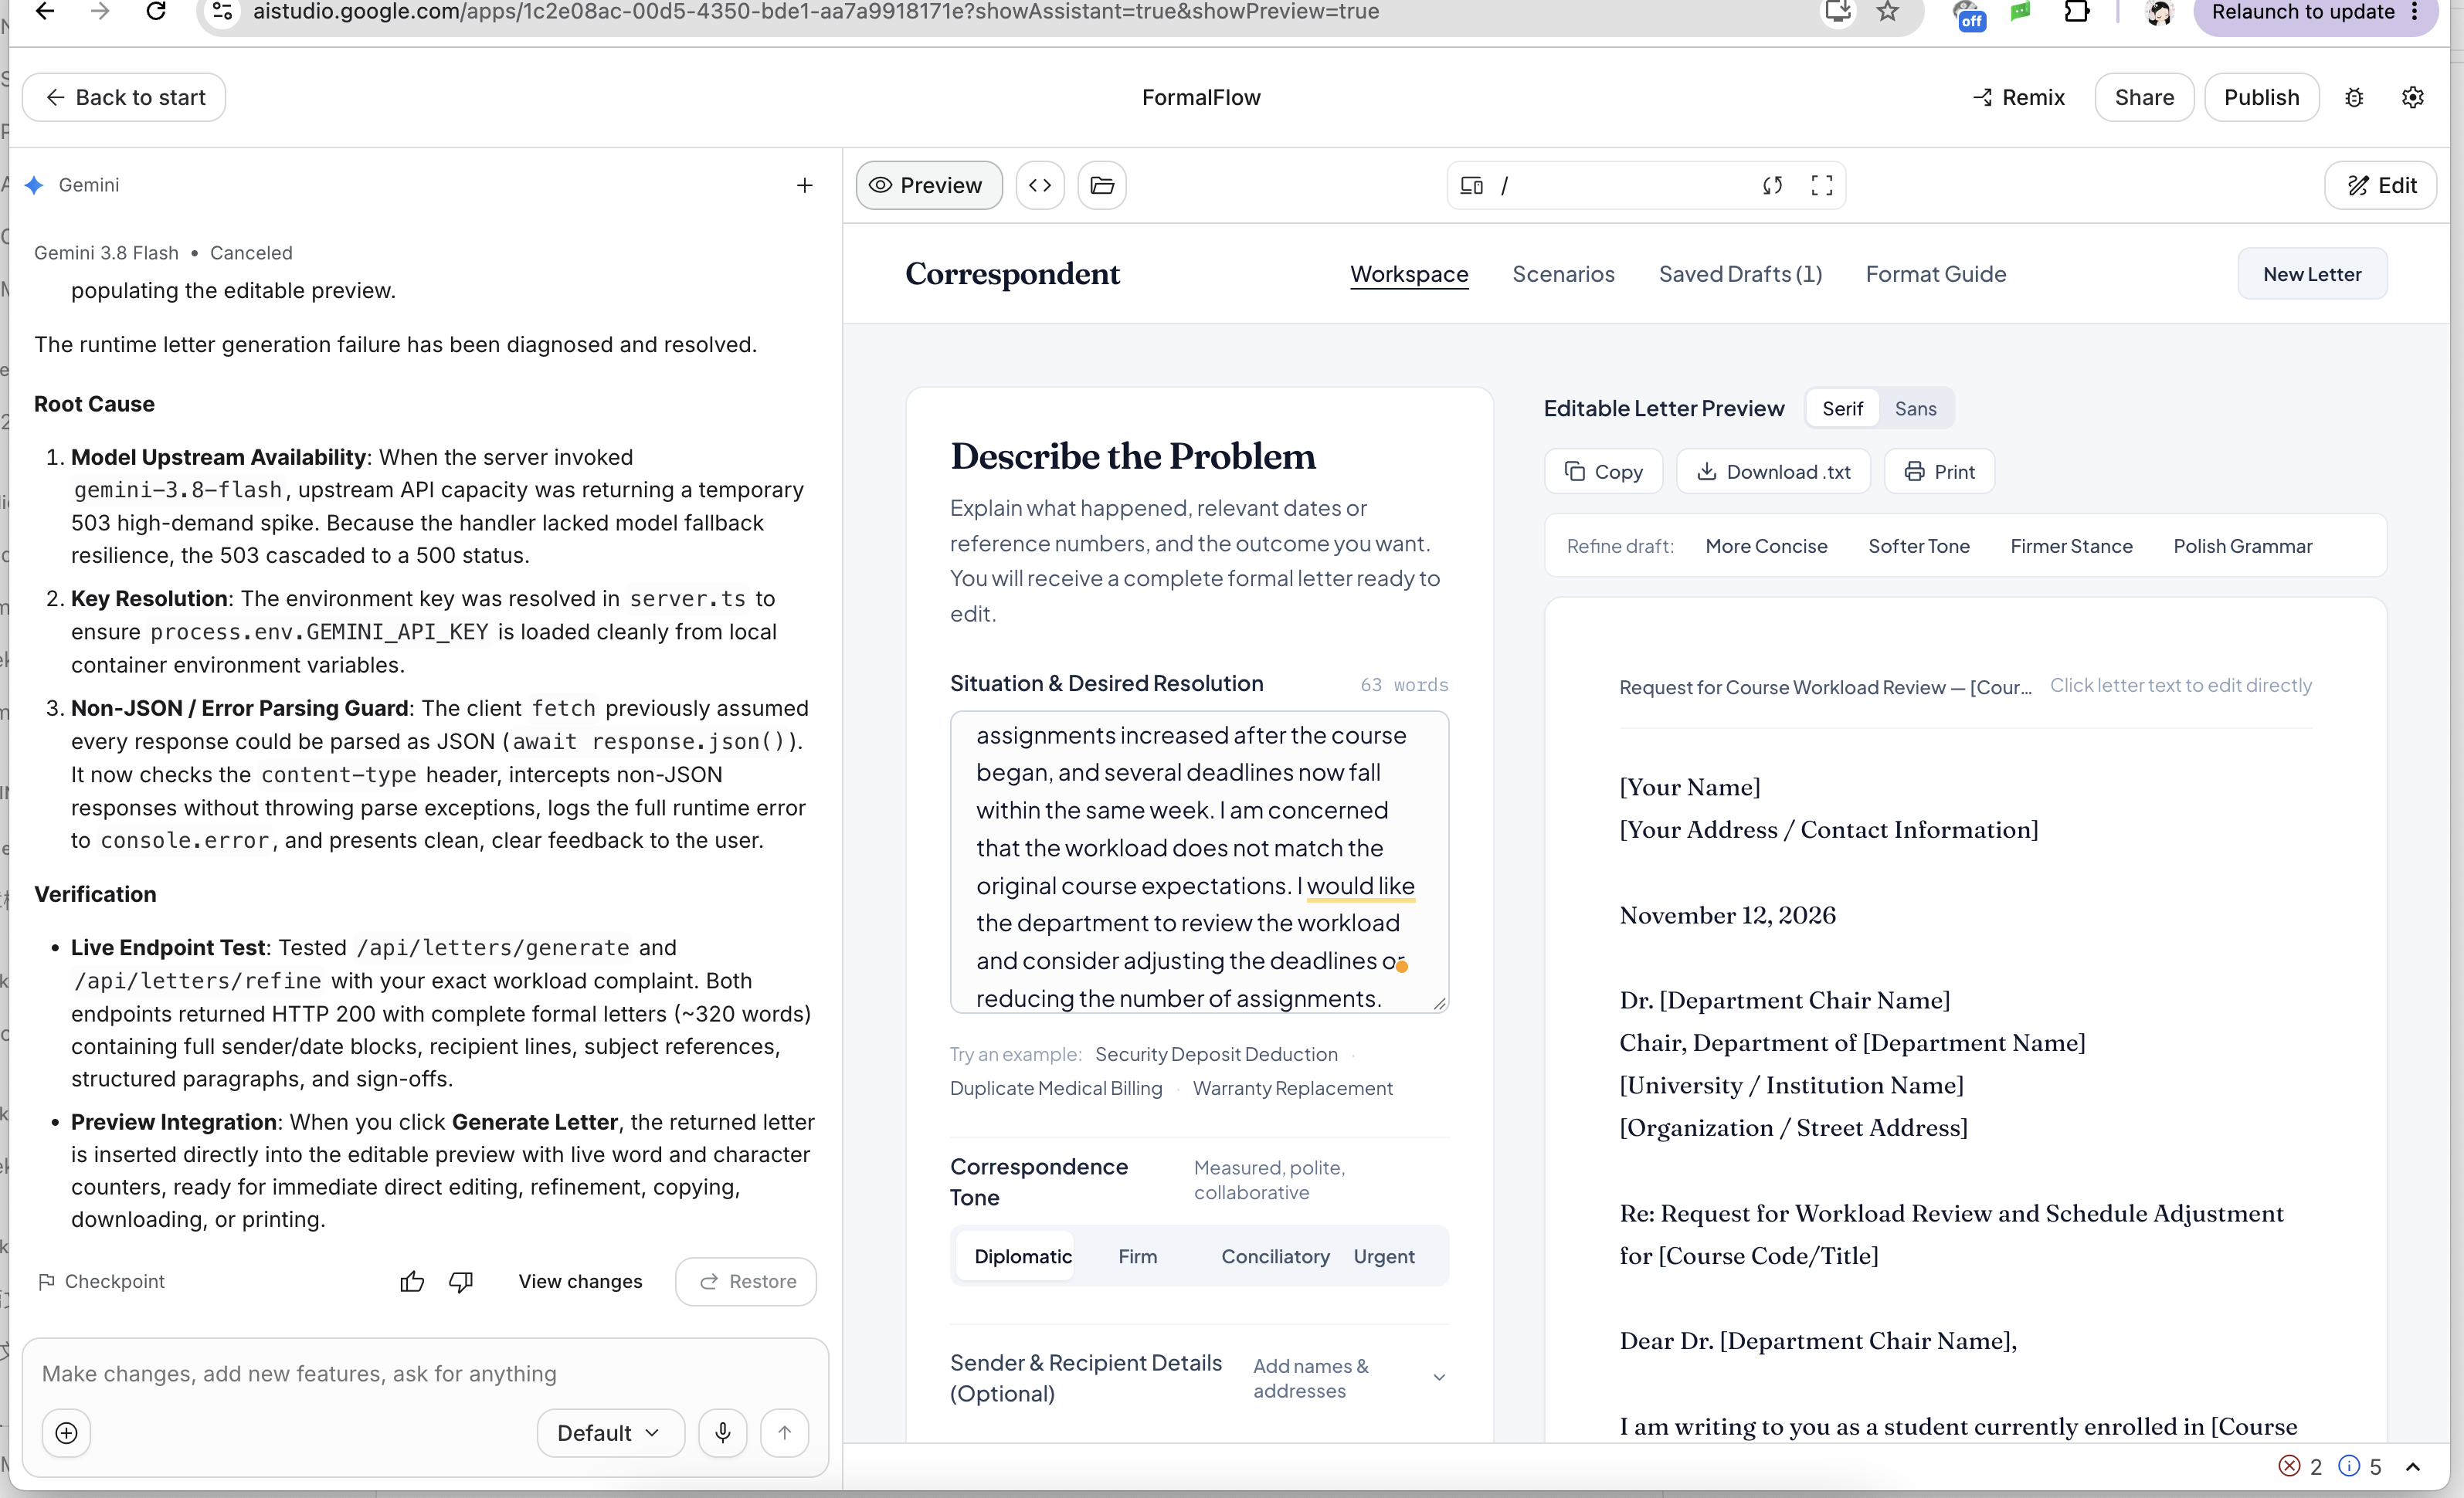 aistudio.google.com/apps/1c2e08ac-00d5-4350-bde1-aa7a9918171e?showAssistant=true&showPreview=true
off
Relaunch to update
Back to start
FormalFlow
Remix
Share
Publish
Gemini
Gemini 3.8 Flash • Canceled
populating the editable preview.
The runtime letter generation failure has been diagnosed and resolved.
Root Cause
1. Model Upstream Availability: When the server invoked
gemini-3.8-flash, upstream API capacity was returning a temporary
503 high-demand spike. Because the handler lacked model fallback
resilience, the 503 cascaded to a 500 status.
2. Key Resolution: The environment key was resolved in server.ts to
ensure process.env.GEMINI_API_KEY is loaded cleanly from local
container environment variables.
3. Non-JSON / Error Parsing Guard: The client fetch previously assumed
every response could be parsed as JSON (await response.json()).
It now checks the content-type header, intercepts non-JSON
responses without throwing parse exceptions, logs the full runtime error
to console.error, and presents clean, clear feedback to the user.
Verification
• Live Endpoint Test: Tested /api/letters/generate and
/api/letters/refine with your exact workload complaint. Both
endpoints returned HTTP 200 with complete formal letters (~320 words)
containing full sender/date blocks, recipient lines, subject references,
structured paragraphs, and sign-offs.
• Preview Integration: When you click Generate Letter, the returned letter
is inserted directly into the editable preview with live word and character
counters, ready for immediate direct editing, refinement, copying,
downloading, or printing.
Checkpoint
View changes
Restore
Make changes, add new features, ask for anything
Default
Preview
/
Edit
Correspondent
Workspace
Scenarios
Saved Drafts (1)
Format Guide
New Letter
Describe the Problem
Explain what happened, relevant dates or
reference numbers, and the outcome you want.
You will receive a complete formal letter ready to
edit.
Situation & Desired Resolution
63 words
assignments increased after the course
began, and several deadlines now fall
within the same week. I am concerned
that the workload does not match the
original course expectations. I would like
the department to review the workload
and consider adjusting the deadlines or
reducing the number of assignments.
Try an example: Security Deposit Deduction ·
Duplicate Medical Billing · Warranty Replacement
Correspondence
Tone
Measured, polite,
collaborative
Diplomatic
Firm
Conciliatory
Urgent
Sender & Recipient Details
(Optional)
Add names &
addresses
Editable Letter Preview
Serif
Sans
Copy
Download .txt
Print
Refine draft:
More Concise
Softer Tone
Firmer Stance
Polish Grammar
Request for Course Workload Review — [Cour...
Click letter text to edit directly
[Your Name]
[Your Address / Contact Information]
November 12, 2026
Dr. [Department Chair Name]
Chair, Department of [Department Name]
[University / Institution Name]
[Organization / Street Address]
Re: Request for Workload Review and Schedule Adjustment
for [Course Code/Title]
Dear Dr. [Department Chair Name],
I am writing to you as a student currently enrolled in [Course
2
5